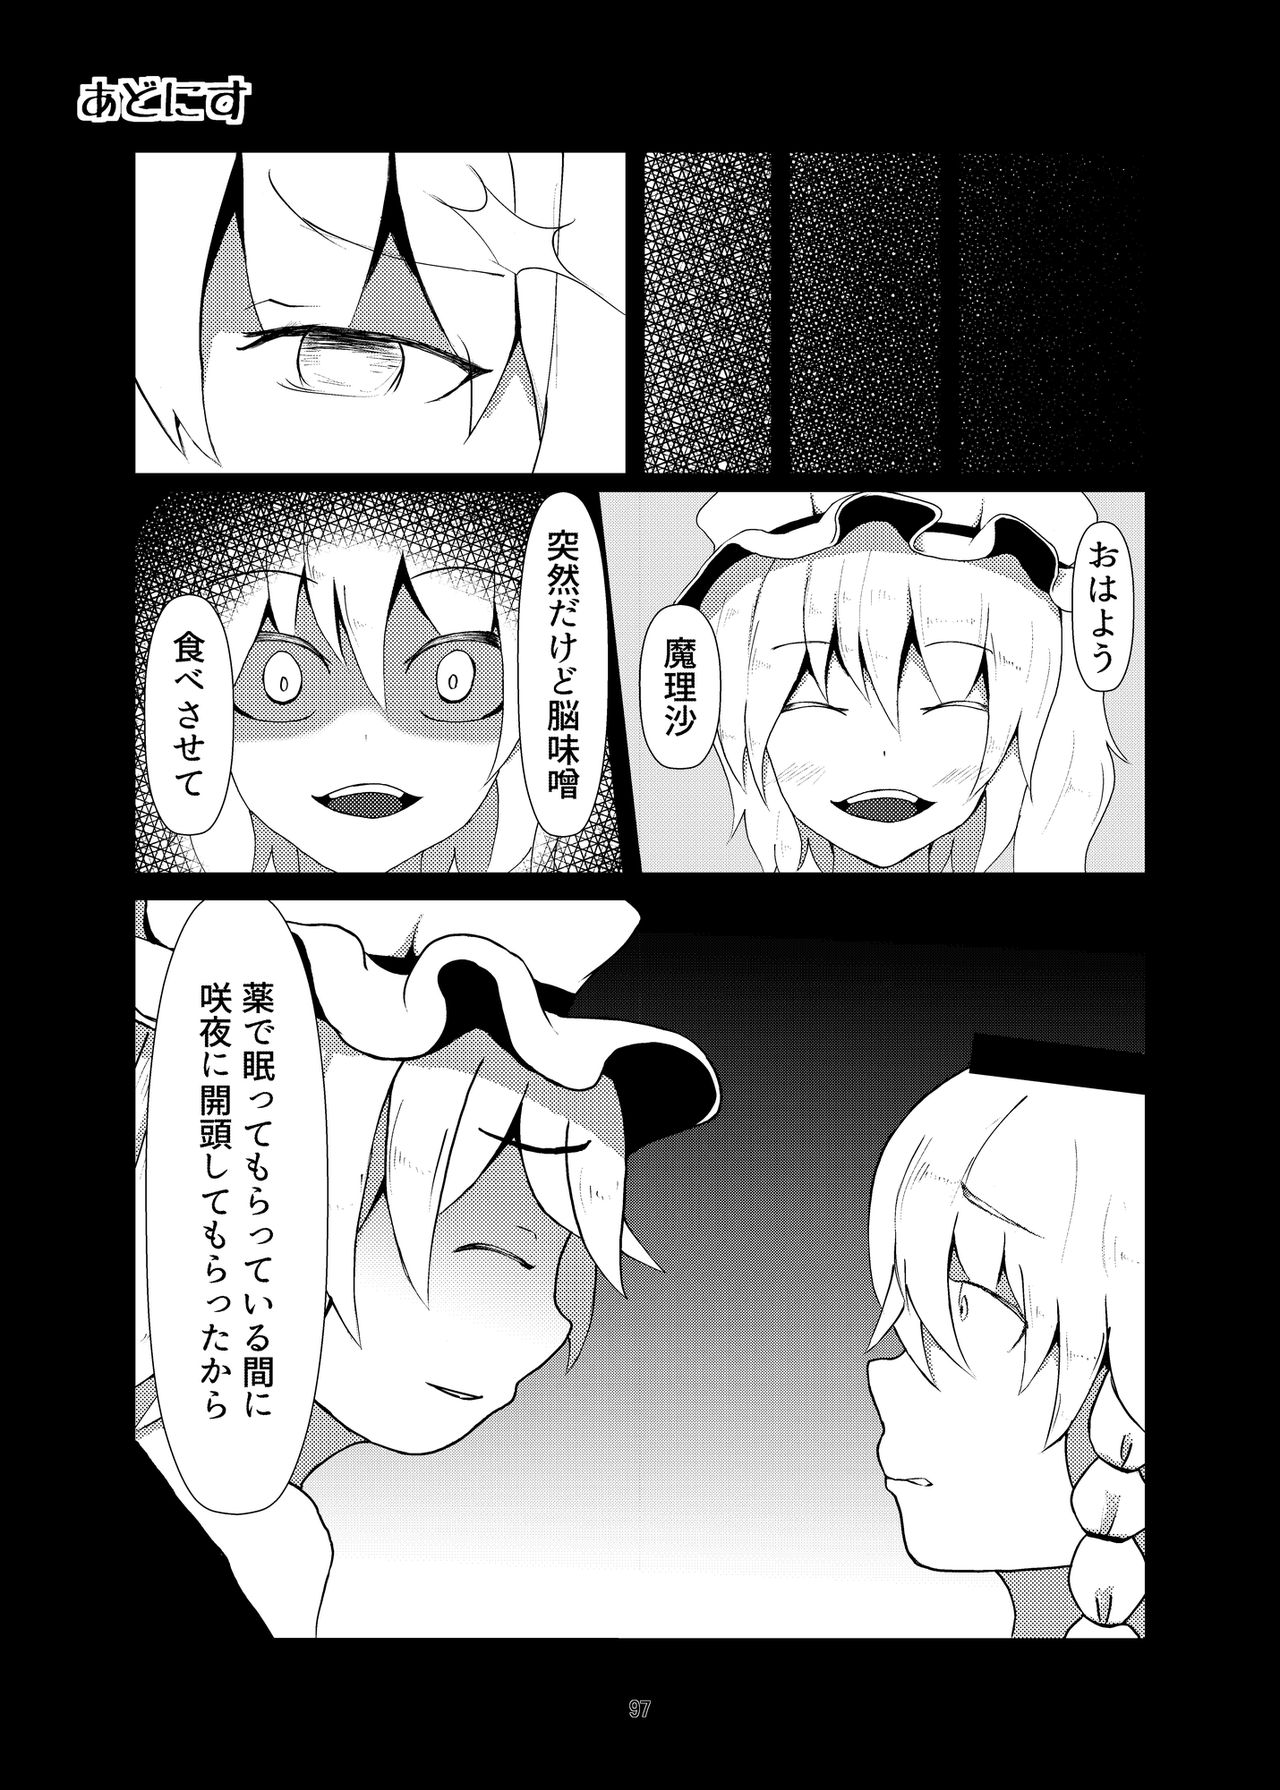 あどにす
おはよう
魔理沙
突然だけど脳味噌
食べさせて
薬で眠ってもらっている間に
咲夜に開頭してもらったから
97